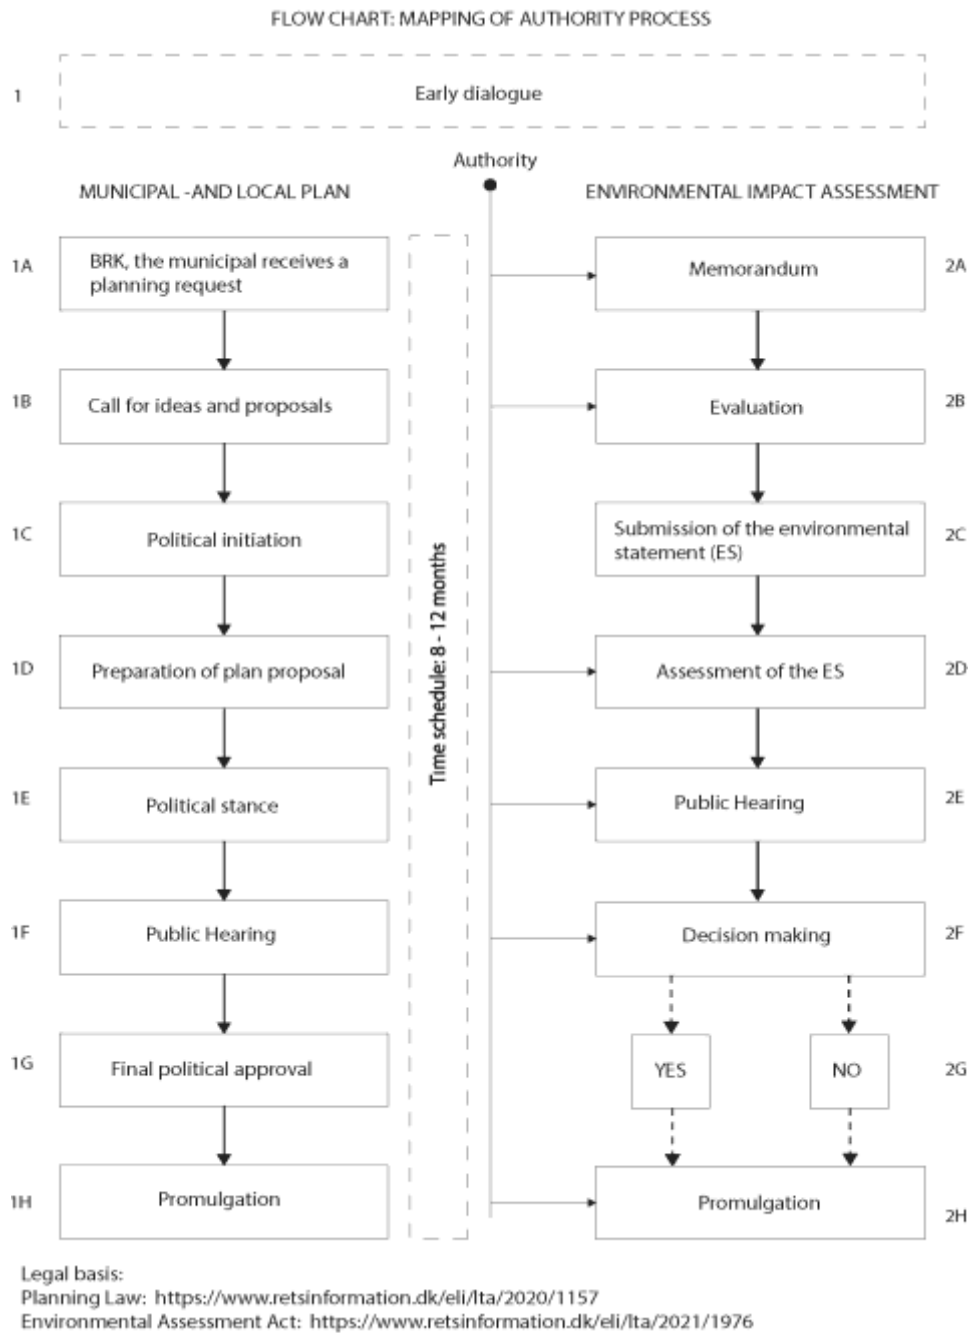 FLOW CHART: MAPPING OF AUTHORITY PROCESS
1
Early dialogue
Authority
MUNICIPAL -AND LOCAL PLAN
ENVIRONMENTAL IMPACT ASSESSMENT
1A
BRK, the municipal receives a
planning request
Memorandum
2A
1B
Call for ideas and proposals
Evaluation
2B
1C
Political initiation
Submission of the environmental
statement (ES)
2C
Time schedule: 8 - 12 months
1D
Preparation of plan proposal
Assessment of the ES
2D
1E
Political stance
Public Hearing
2E
1F
Public Hearing
Decision making
2F
1G
Final political approval
YES
NO
2G
1H
Promulgation
Promulgation
2H
Legal basis:
Planning Law: https://www.retsinformation.dk/eli/lta/2020/1157
Environmental Assessment Act: https://www.retsinformation.dk/eli/lta/2021/1976